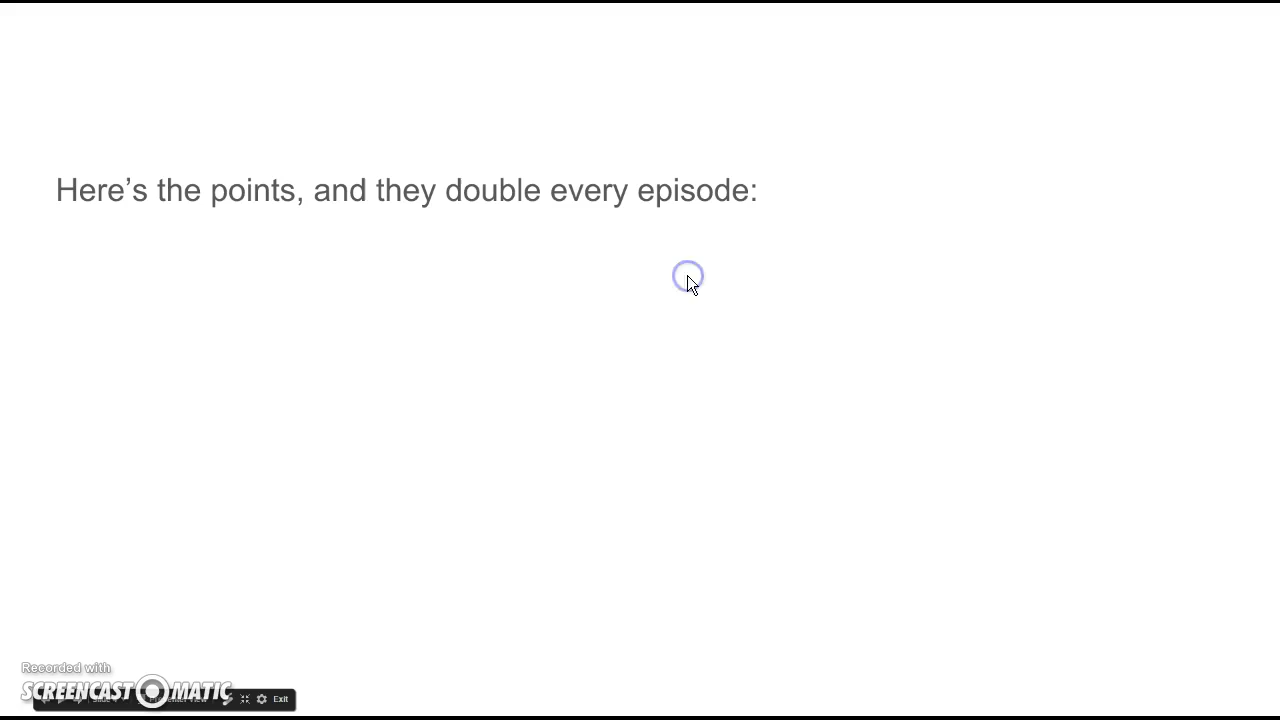 Here’s the points, and they double every episode:
Recorded with
SCREENCAST MATIC
Exit